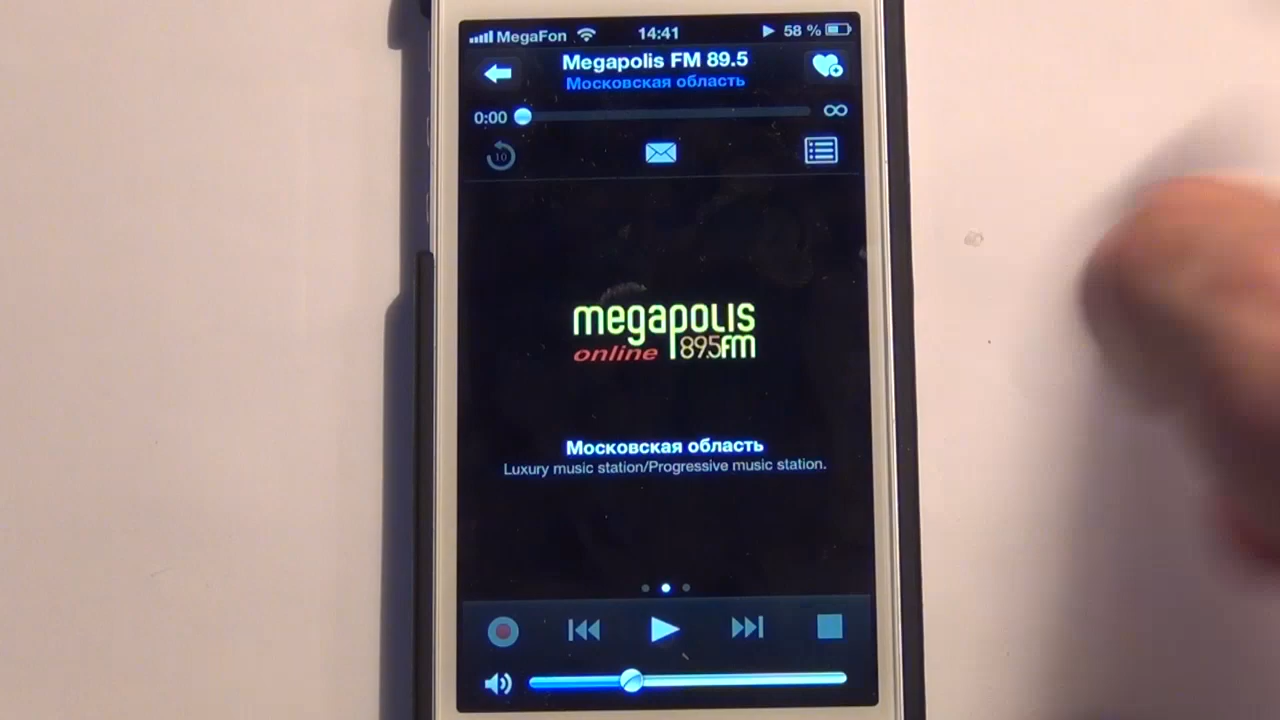 MegaFon 14:41 58 %
Megapolis FM 89.5
Московская область
0:00
10
megapolis
online 89.5fm
Московская область
Luxury music station/Progressive music station.